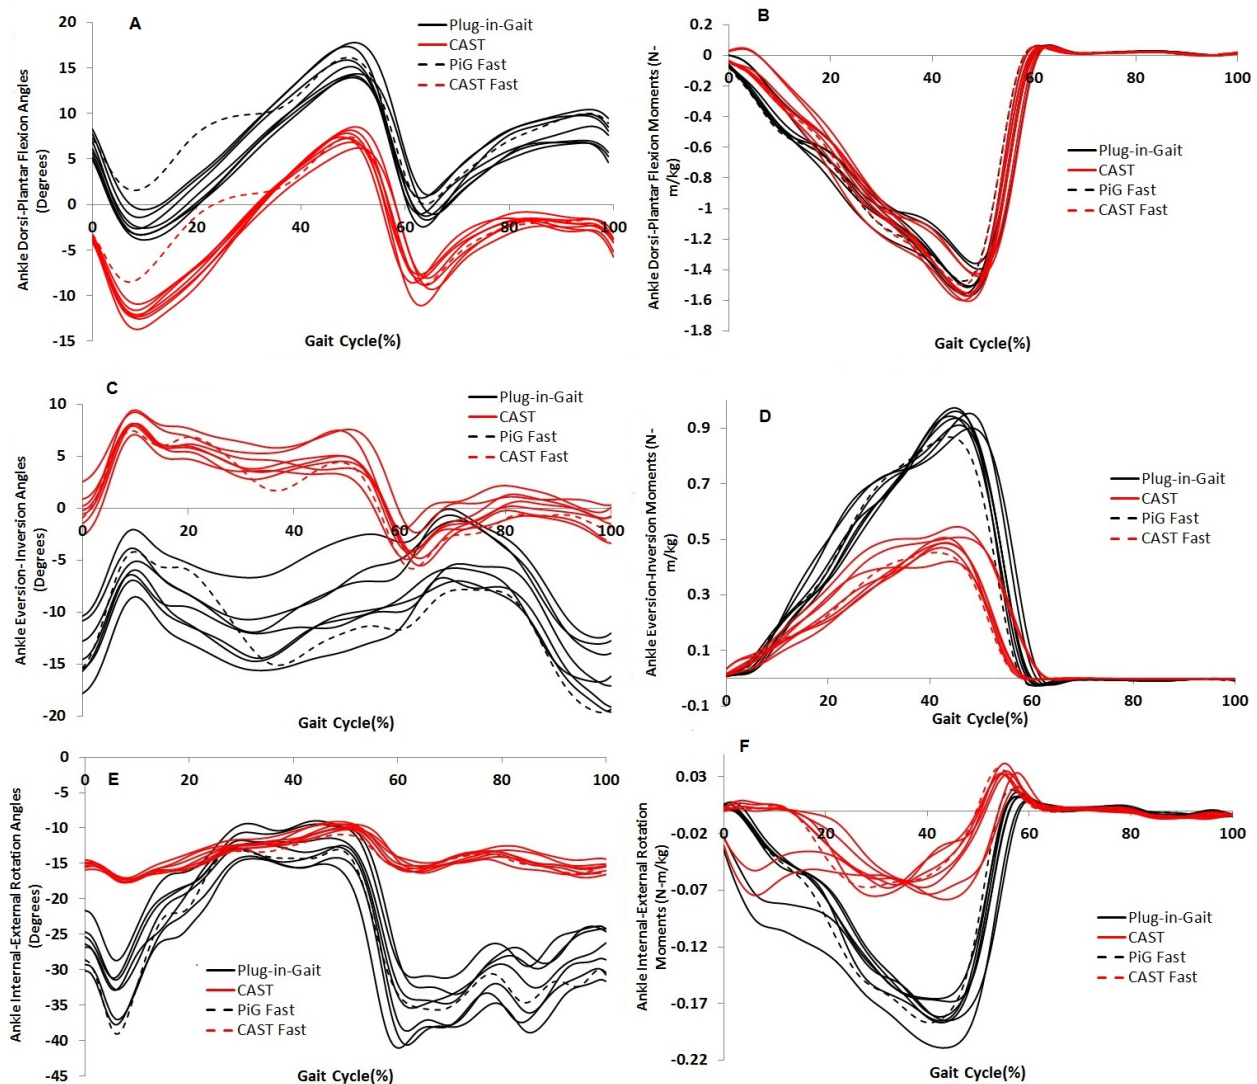 A
Ankle Dorsi-Plantar Flexion Angles
(Degrees)
20
15
10
5
0
-5
-10
-15
0
20
40
60
80
100
Gait Cycle(%)
Plug-in-Gait
CAST
PiG Fast
CAST Fast
B
Ankle Dorsi-Plantar Flexion Moments (N-
m/kg)
0.2
0
-0.2
-0.4
-0.6
-0.8
-1
-1.2
-1.4
-1.6
-1.8
0
20
40
60
80
100
Gait Cycle(%)
Plug-in-Gait
CAST
PiG Fast
CAST Fast
C
Ankle Eversion-Inversion Angles
(Degrees)
10
5
0
-5
-10
-15
-20
0
20
40
60
80
100
Gait Cycle(%)
Plug-in-Gait
CAST
PiG Fast
CAST Fast
D
Ankle Eversion-Inversion Moments (N-
m/kg)
0.9
0.7
0.5
0.3
0.1
-0.1
0
20
40
60
80
100
Gait Cycle(%)
Plug-in-Gait
CAST
PiG Fast
CAST Fast
E
Ankle Internal-External Rotation Angles
(Degrees)
0
-5
-10
-15
-20
-25
-30
-35
-40
-45
0
20
40
60
80
100
Gait Cycle(%)
Plug-in-Gait
CAST
PiG Fast
CAST Fast
F
Ankle Internal-External Rotation
Moments (N-m/kg)
0.03
-0.02
-0.07
-0.12
-0.17
-0.22
0
20
40
60
80
100
Gait Cycle(%)
Plug-in-Gait
CAST
PiG Fast
CAST Fast